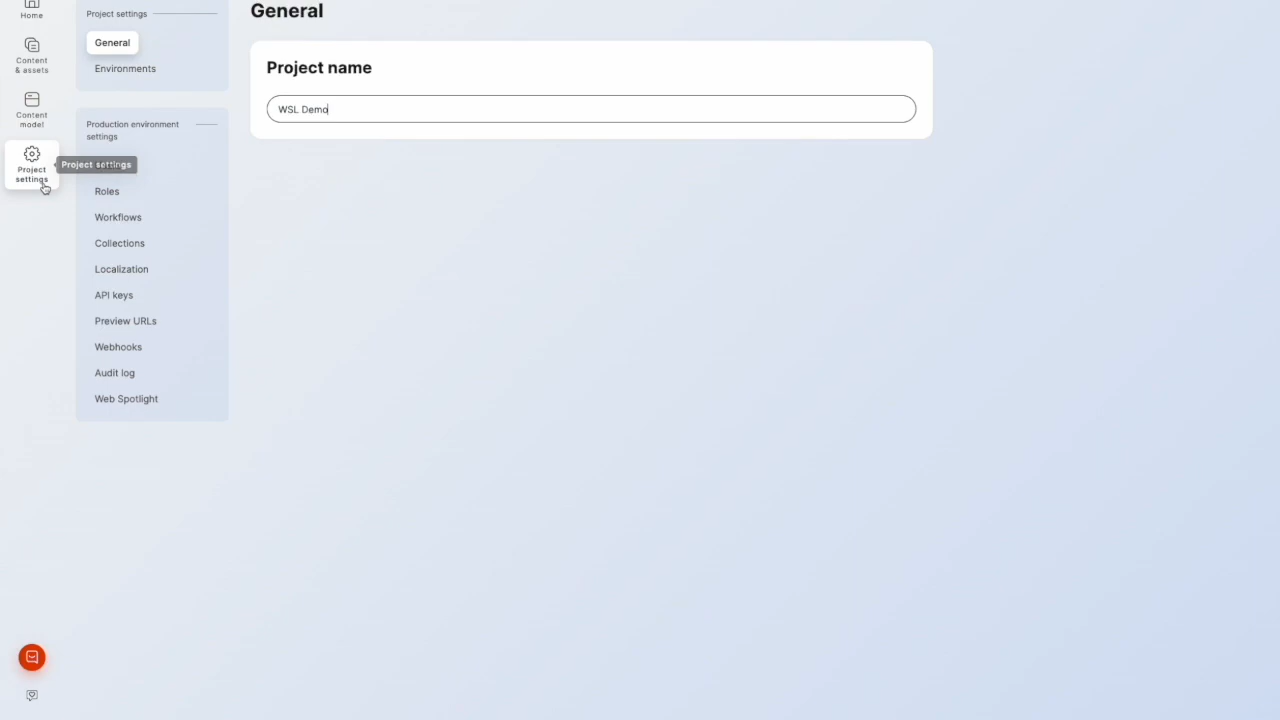 Home
Content
& assets
Content
model
Project
settings
Project settings
Project settings
General
Environments
Production environment
settings
Roles
Workflows
Collections
Localization
API keys
Preview URLs
Webhooks
Audit log
Web Spotlight
General
Project name
WSL Demo